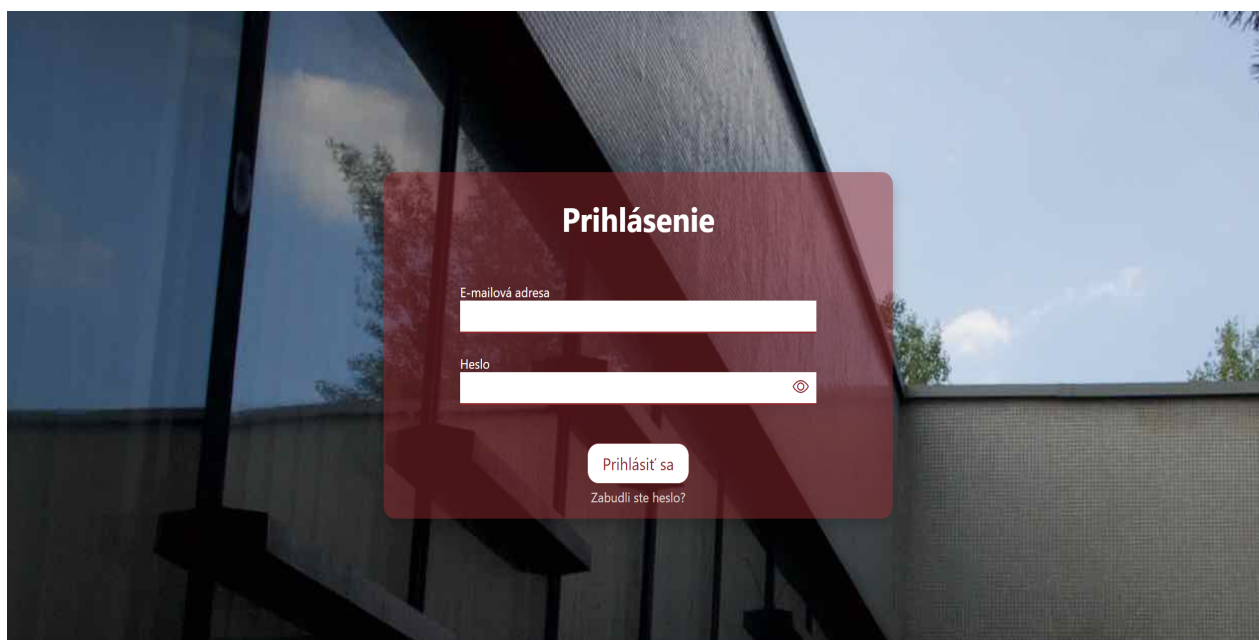 Prihlásenie
E-mailová adresa
Heslo
Prihlásiť sa
Zabudli ste heslo?